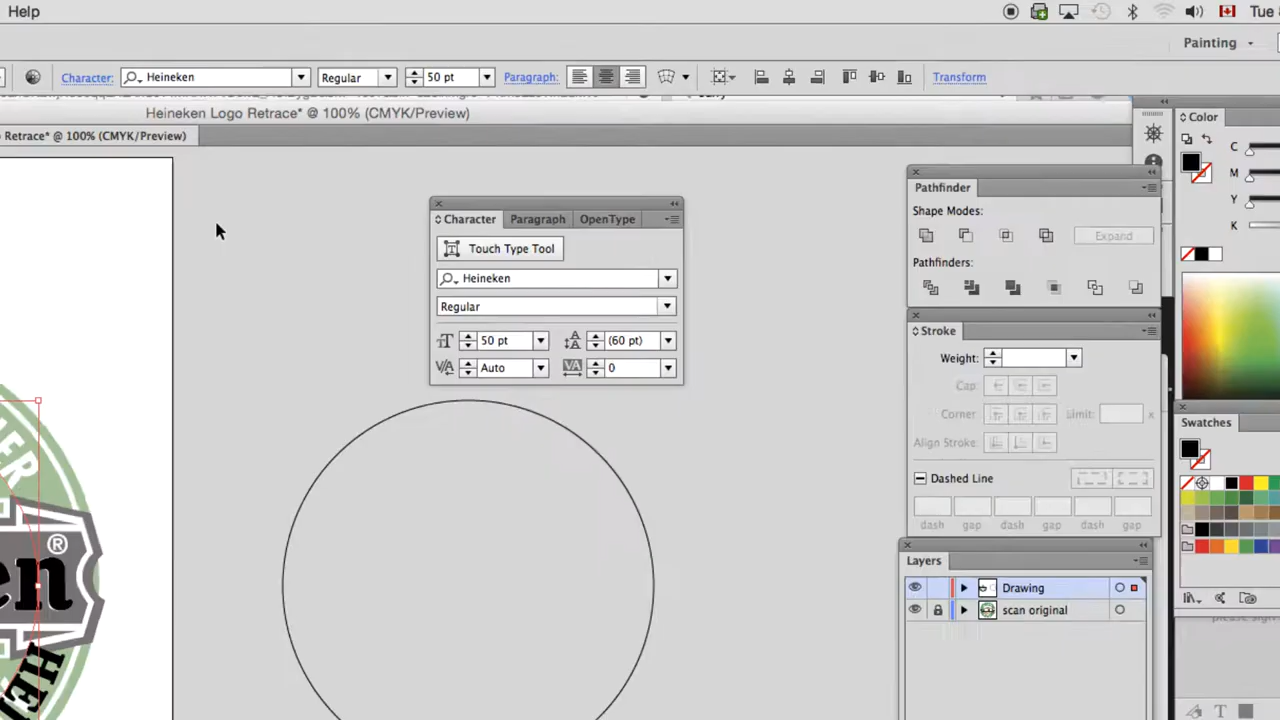 Help
Tue
Painting
Character:
Heineken
Regular
50 pt
Paragraph:
Transform
Heineken Logo Retrace* @ 100% (CMYK/Preview)
Retrace* @ 100% (CMYK/Preview)
Color
C
M
Y
K
Pathfinder
Shape Modes:
Expand
Pathfinders:
Character
Paragraph
OpenType
Touch Type Tool
Heineken
Regular
50 pt
(60 pt)
Auto
0
Stroke
Weight:
Cap
Corner
Limit:
x
Align Stroke:
Dashed Line
dash
gap
dash
gap
dash
gap
Swatches
Layers
Drawing
scan original
®
please sign